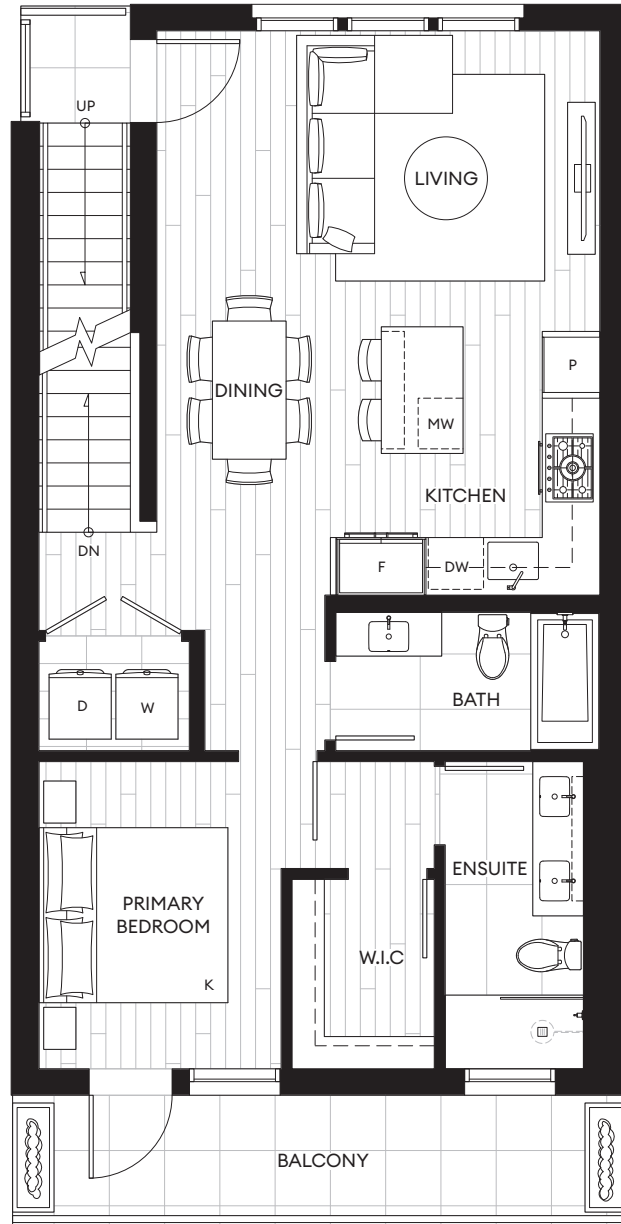 UP
LIVING
DINING
P
MW
KITCHEN
DN
F
DW
D
W
BATH
ENSUITE
PRIMARY
BEDROOM
K
W.I.C
BALCONY